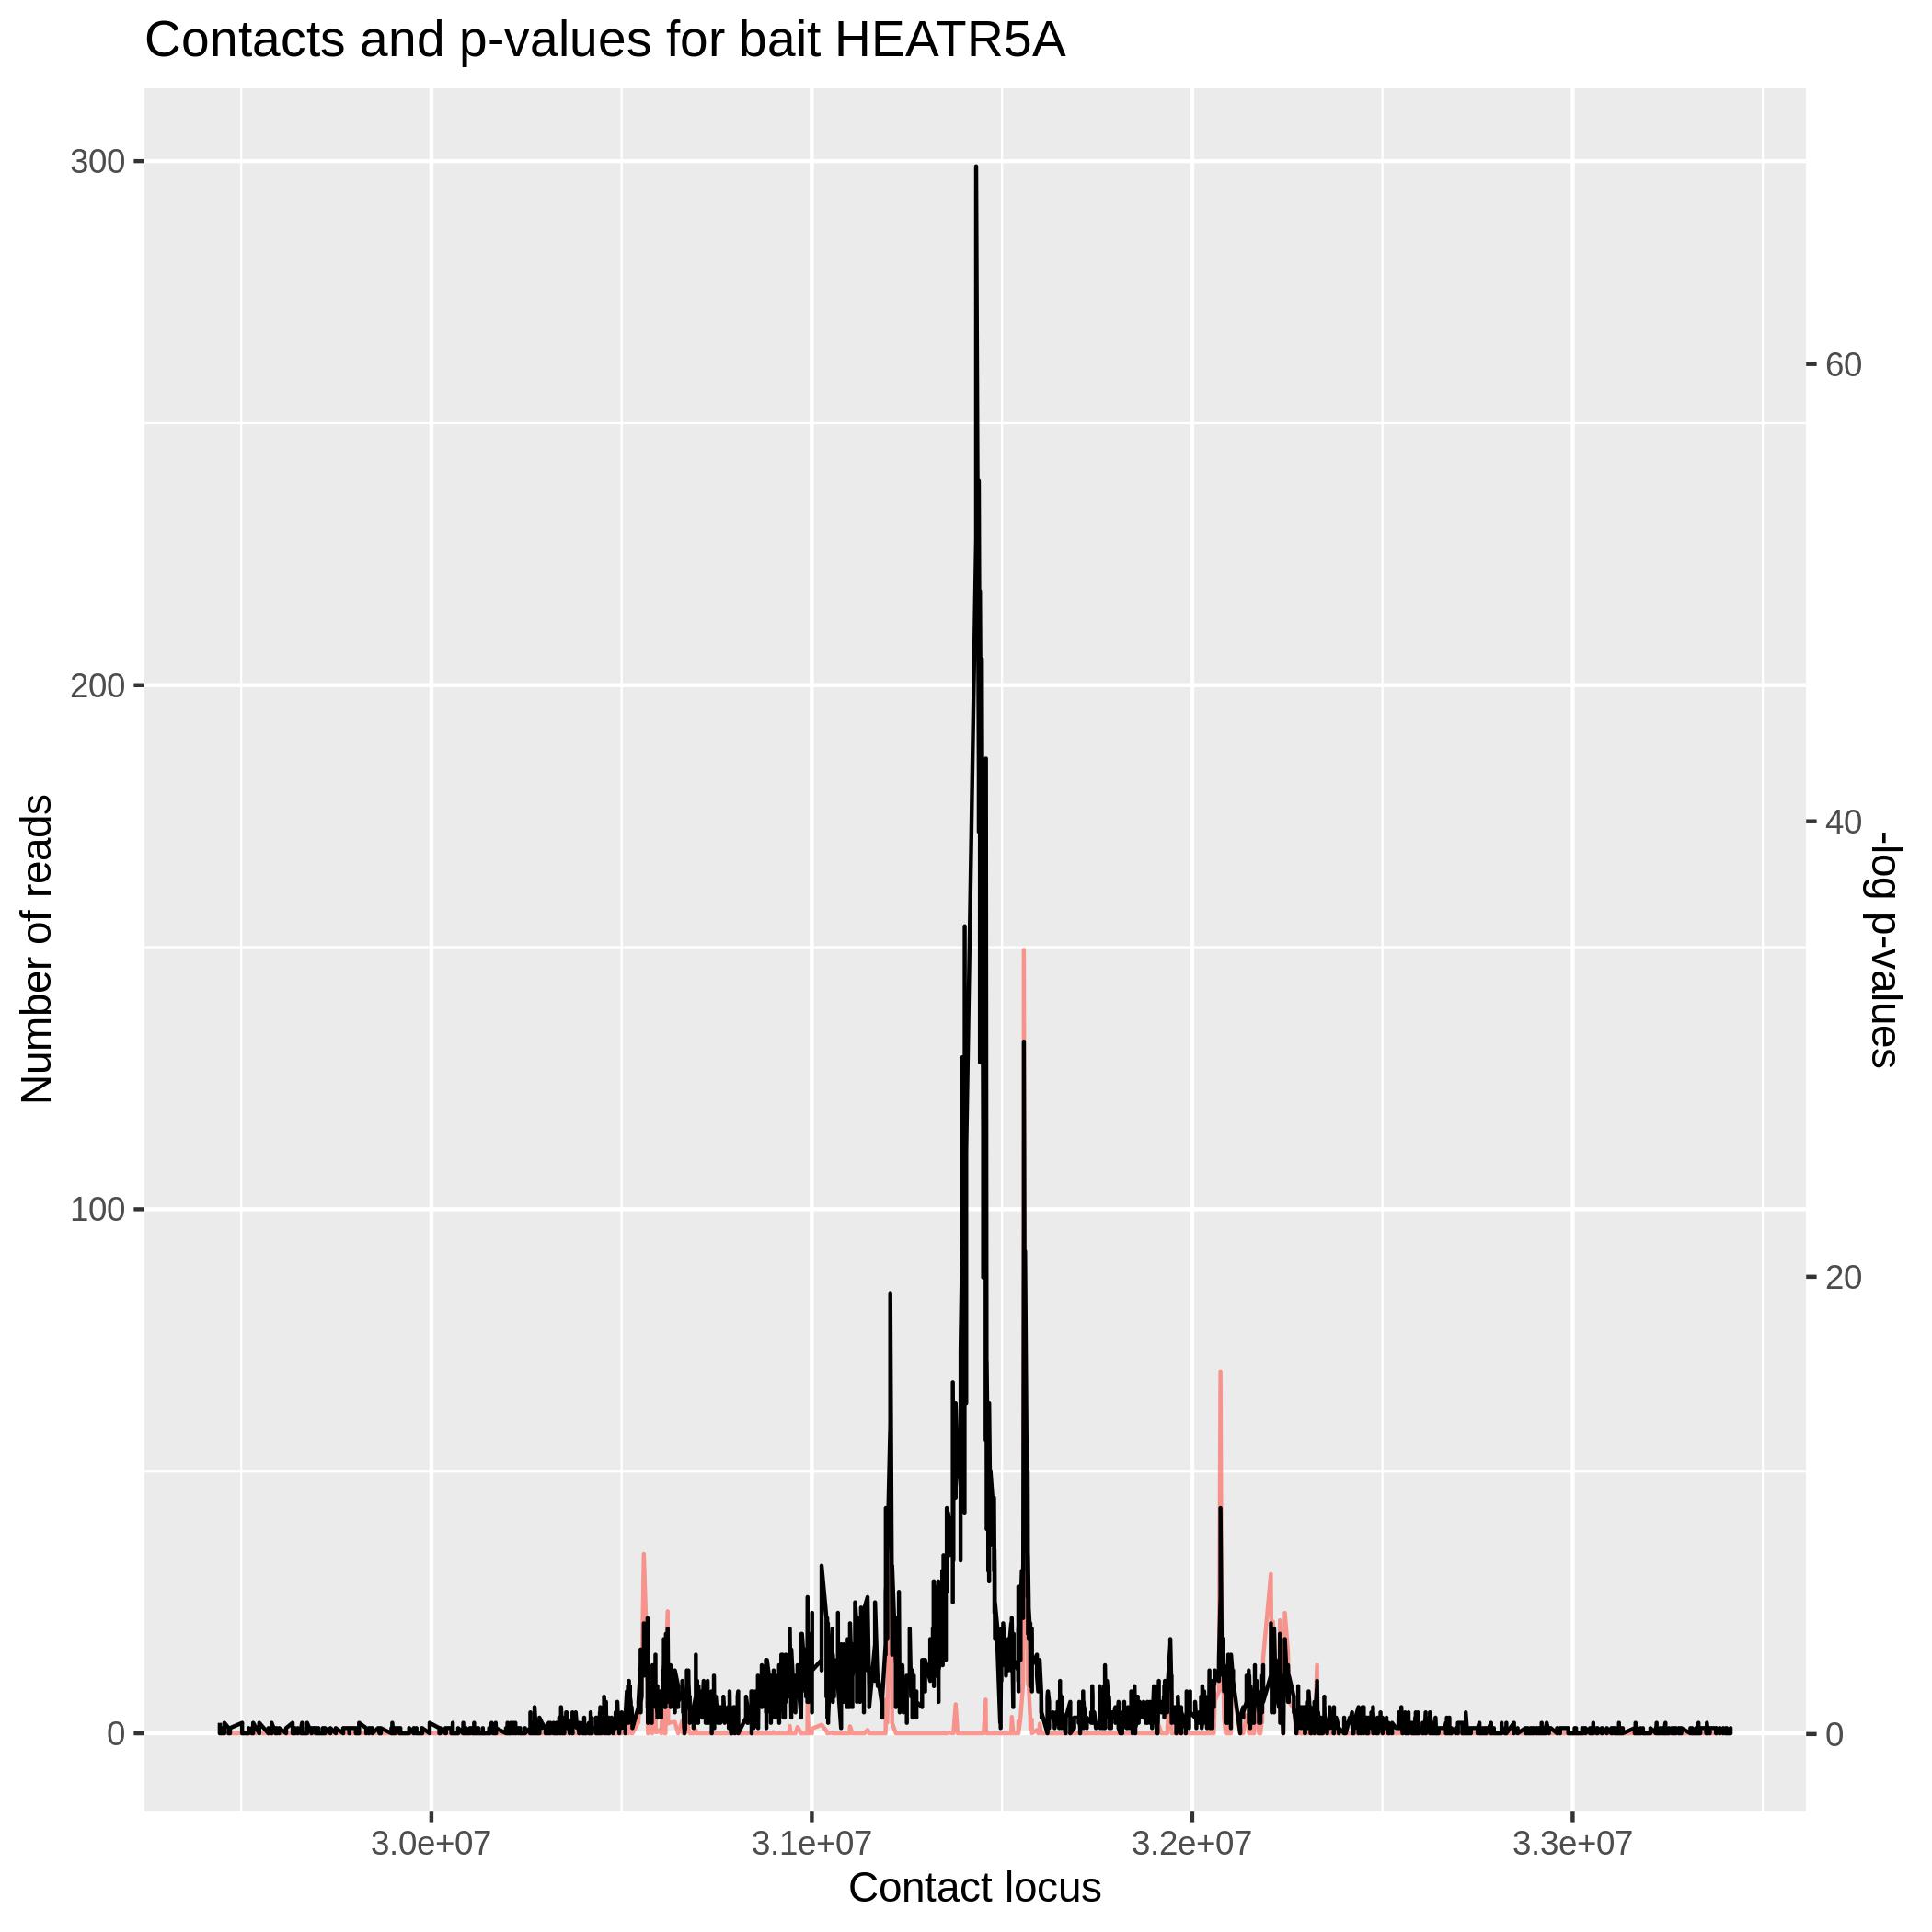 Contacts and p-values for bait HEATR5A
300
200
100
0
60
40
20
0
Number of reads
-log p-values
3.0e+07
3.1e+07
3.2e+07
3.3e+07
Contact locus